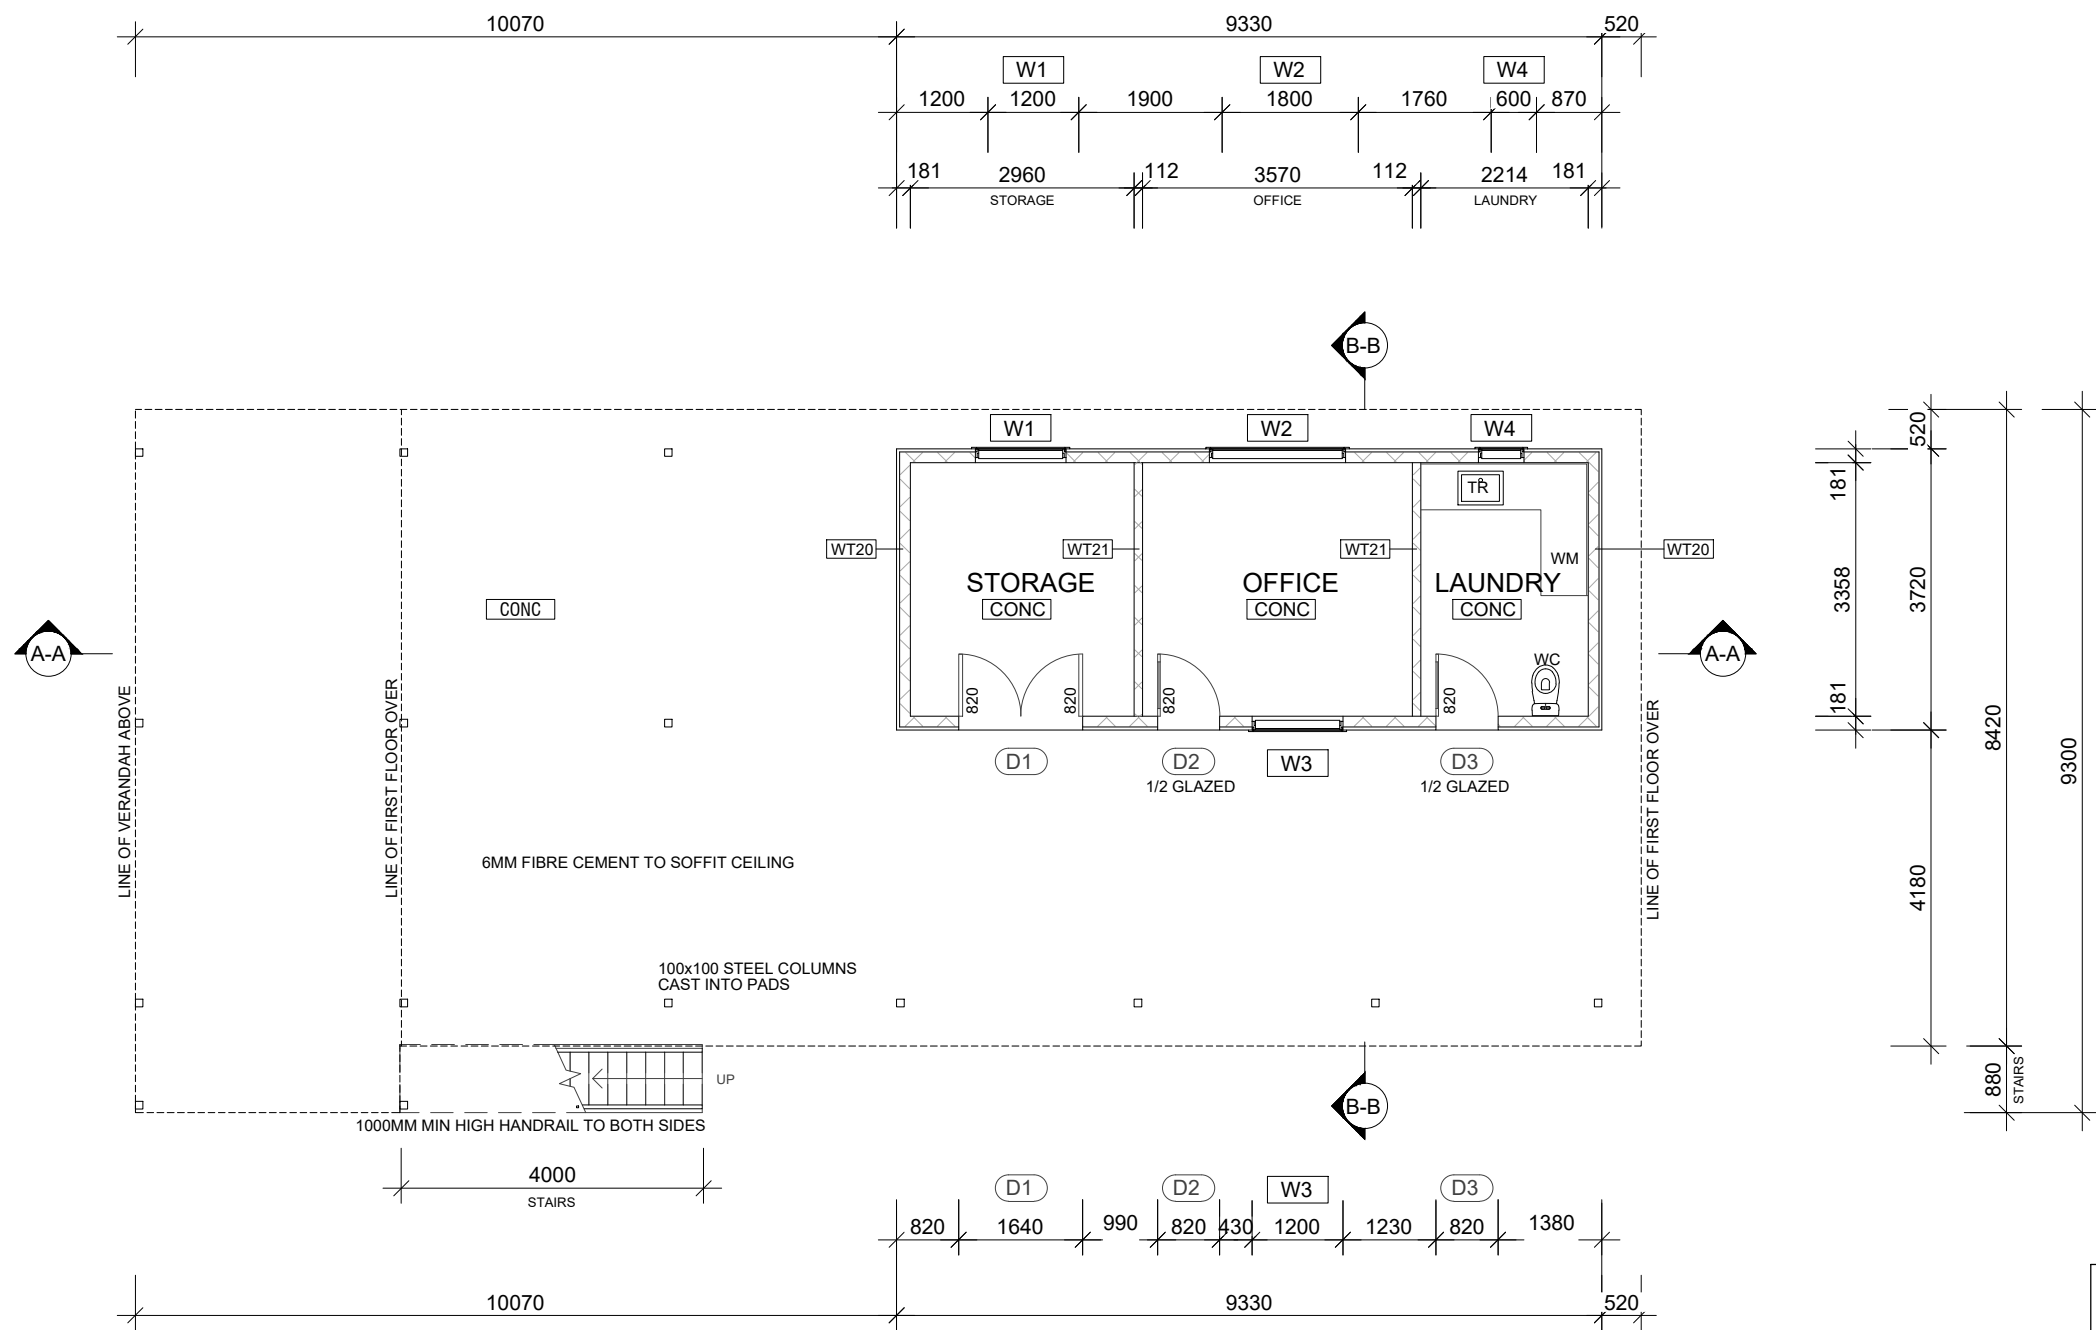 10070 9330 520
W1 W2 W4
1200 1200 1900 1800 1760 600 870
181 2960 112 3570 112 2214 181
STORAGE OFFICE LAUNDRY
B-B
W1 W2 W4
520
181
TR
WT20 WT21 WT21 WT20
WM
STORAGE OFFICE LAUNDRY
CONC CONC CONC CONC
3358 3720
A-A A-A
WC
820 820 820 820
181
LINE OF VERANDAH ABOVE
LINE OF FIRST FLOOR OVER
LINE OF FIRST FLOOR OVER
8420
9300
D1 D2 W3 D3
1/2 GLAZED 1/2 GLAZED
6MM FIBRE CEMENT TO SOFFIT CEILING
4180
100x100 STEEL COLUMNS
CAST INTO PADS
UP
880
STAIRS
B-B
1000MM MIN HIGH HANDRAIL TO BOTH SIDES
4000
STAIRS
D1 D2 W3 D3
820 1640 990 820 430 1200 1230 820 1380
10070 9330 520